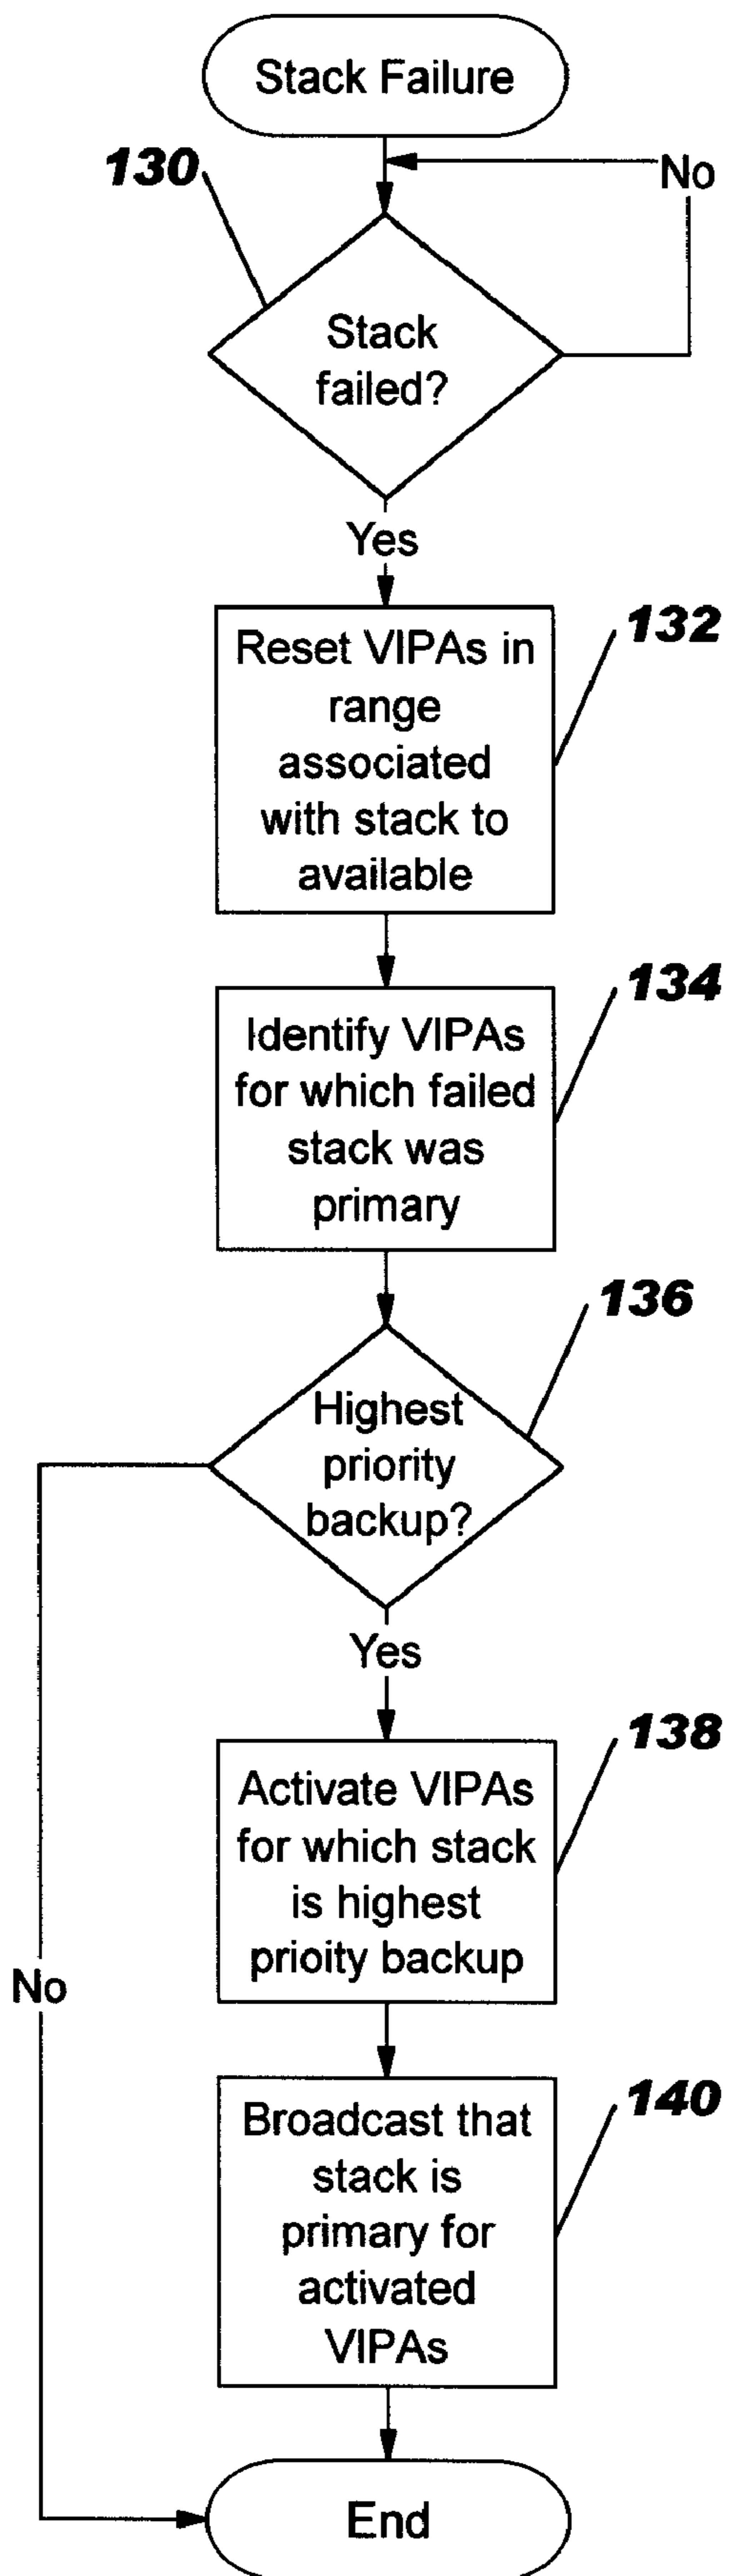 Stack Failure
130
No
Stack
failed?
Yes
132
Reset VIPAs in
range
associated
with stack to
available
134
Identify VIPAs
for which failed
stack was
primary
136
Highest
priority
backup?
Yes
138
Activate VIPAs
for which stack
is highest
prioity backup
No
140
Broadcast that
stack is
primary for
activated
VIPAs
End